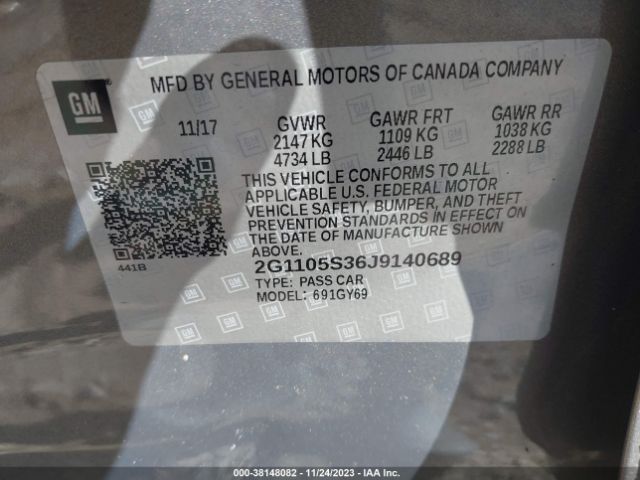 GM
MFD BY GENERAL MOTORS OF CANADA COMPANY
11/17 GVWR GAWR FRT GAWR RR
2147 KG 1109 KG 1038 KG
4734 LB 2446 LB 2288 LB
THIS VEHICLE CONFORMS TO ALL
APPLICABLE U.S. FEDERAL MOTOR
VEHICLE SAFETY, BUMPER, AND THEFT
PREVENTION STANDARDS IN EFFECT ON
THE DATE OF MANUFACTURE SHOWN
ABOVE.
441B
2G1105S36J9140689
TYPE: PASS CAR
MODEL: 691GY69
000-38148082 - 11/24/2023 - IAA Inc.